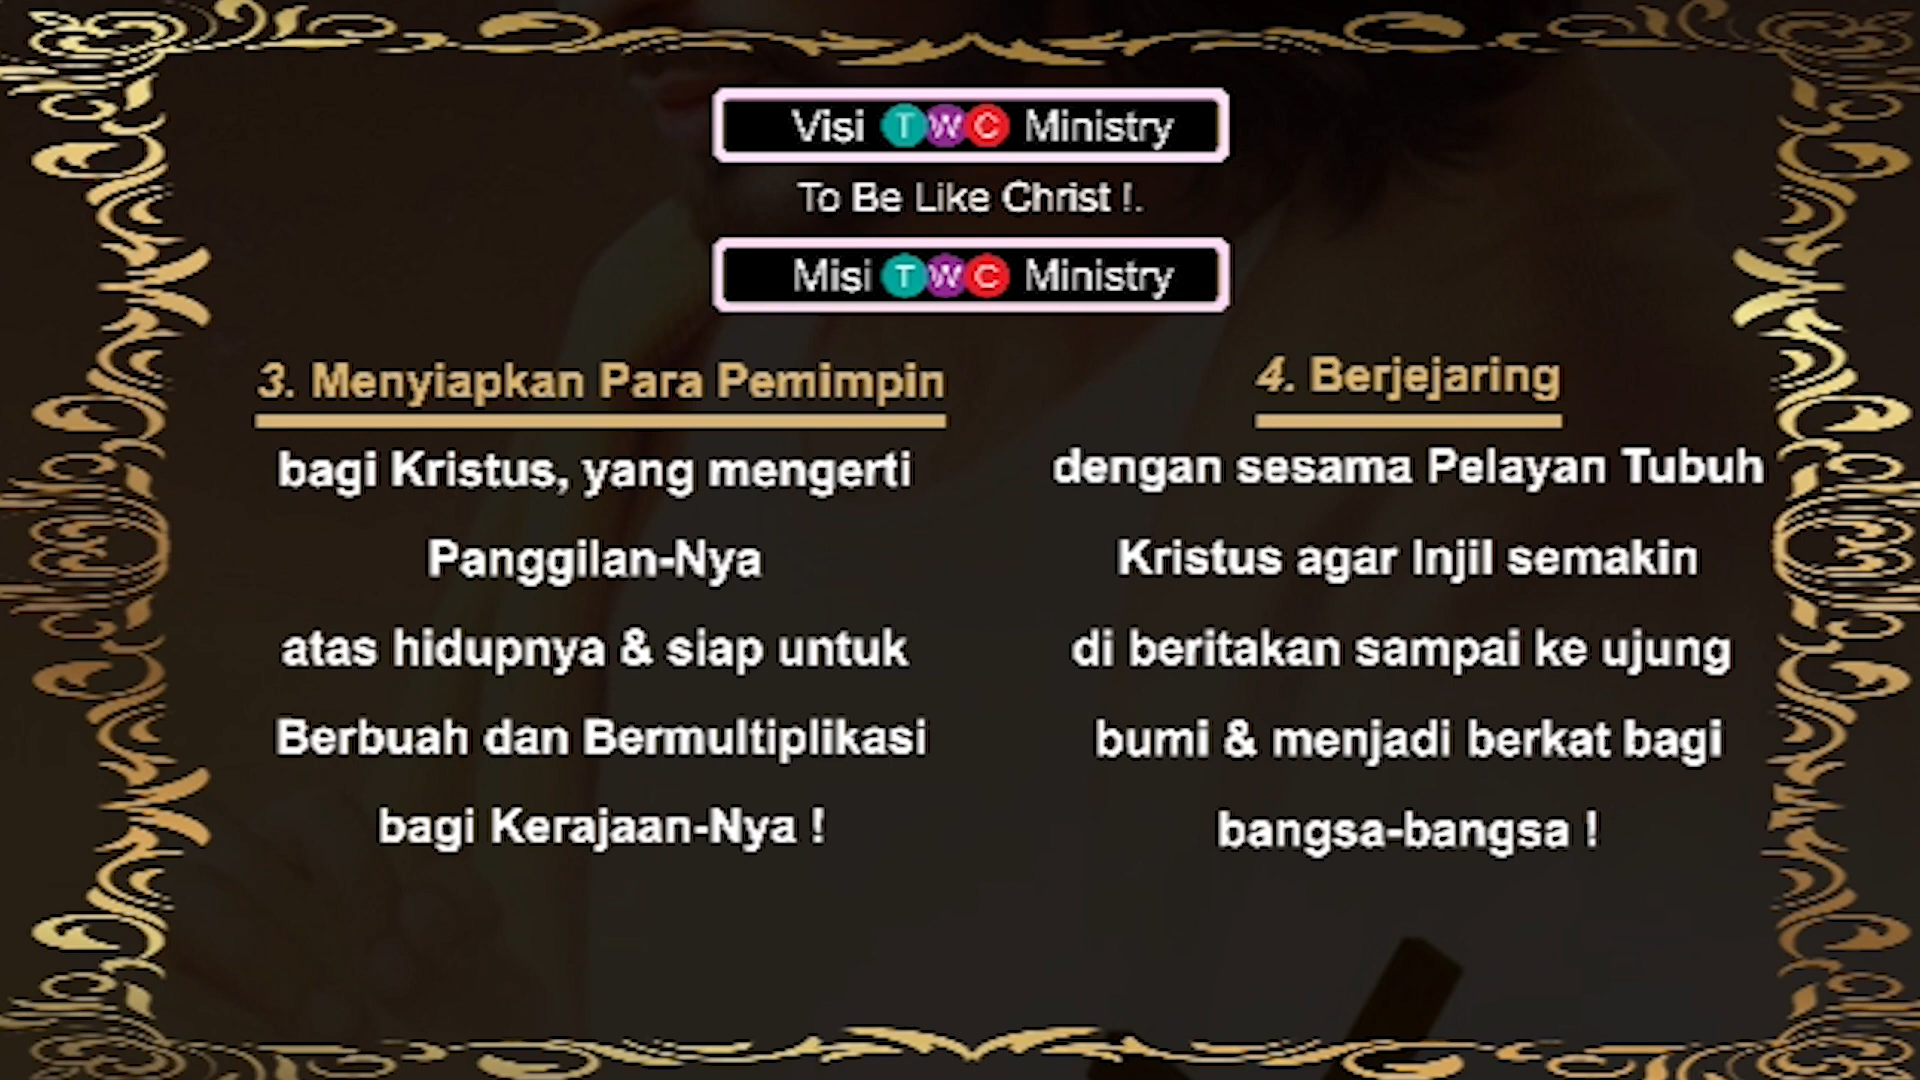 Visi TWC Ministry
To Be Like Christ !.
Misi TWC Ministry
3. Menyiapkan Para Pemimpin
bagi Kristus, yang mengerti
Panggilan-Nya
atas hidupnya & siap untuk
Berbuah dan Bermultiplikasi
bagi Kerajaan-Nya !
4. Berjejaring
dengan sesama Pelayan Tubuh
Kristus agar Injil semakin
di beritakan sampai ke ujung
bumi & menjadi berkat bagi
bangsa-bangsa !